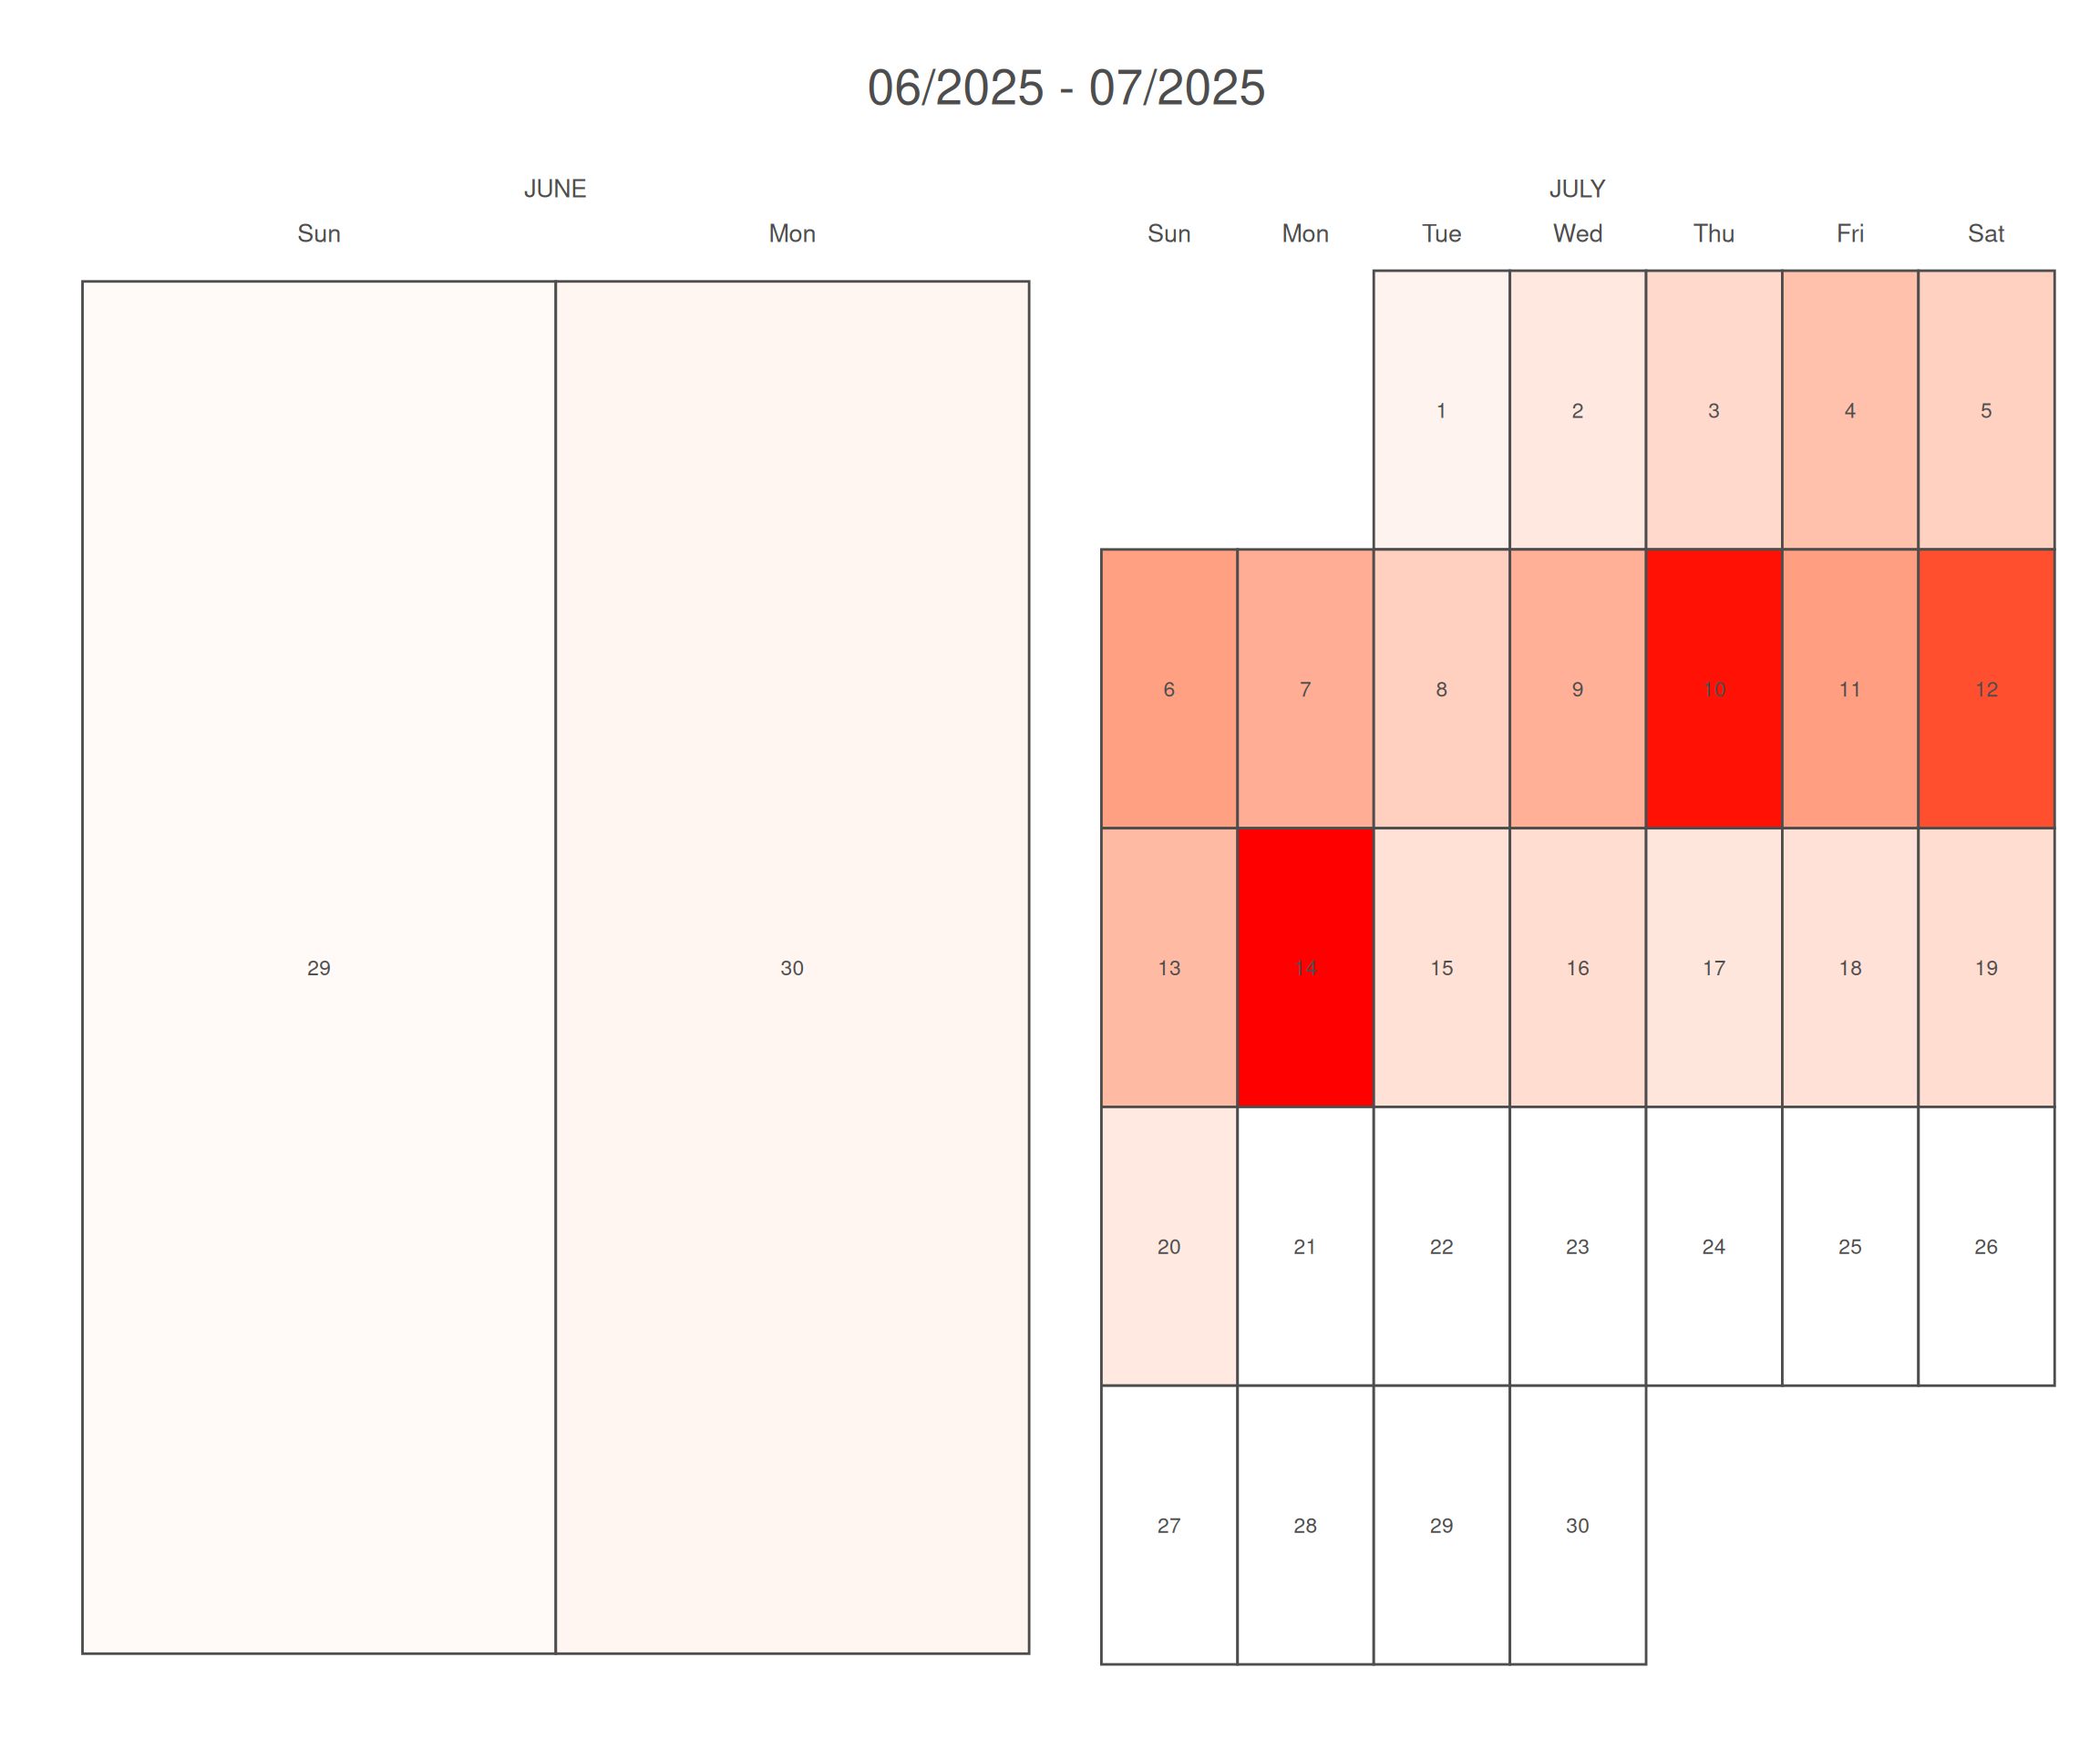 06/2025 - 07/2025
JUNE
Sun Mon
29 30
JULY
Sun Mon Tue Wed Thu Fri Sat
1 2 3 4 5
6 7 8 9 10 11 12
13 14 15 16 17 18 19
20 21 22 23 24 25 26
27 28 29 30